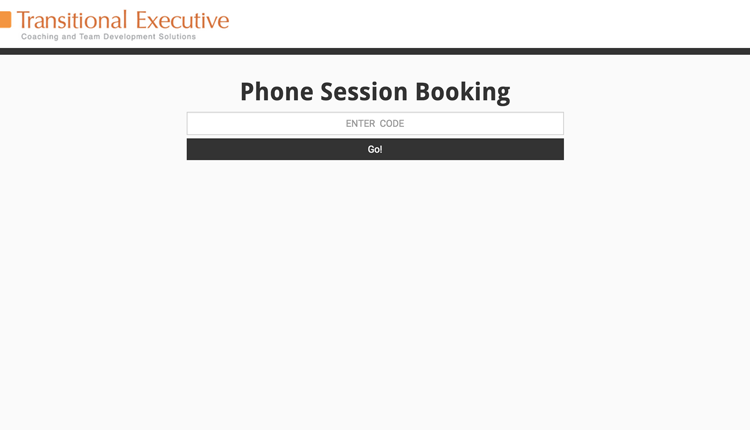 Transitional Executive
Coaching and Team Development Solutions
Phone Session Booking
ENTER CODE
Go!